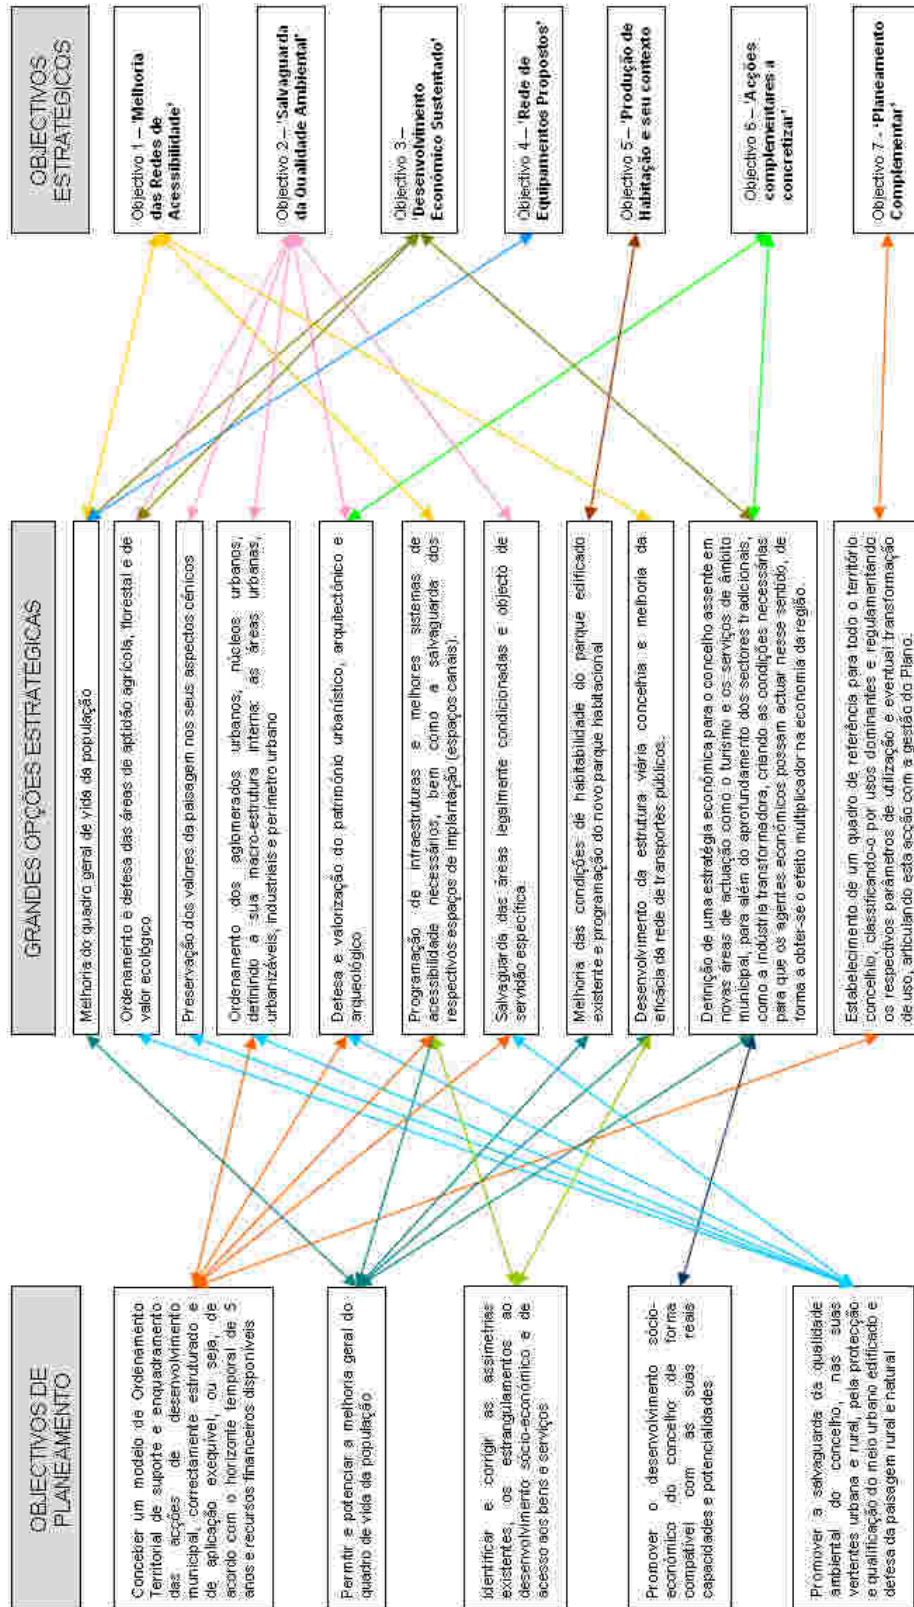 OBJECTIVOS DE
PLANEAMENTO
Conceber um modelo de Ordenamento
Territorial de suporte e enquadramento
das acções de desenvolvimento
municipal, correctamente estruturado e
de aplicação exequível, ou seja, de
acordo com o horizonte temporal de 5
anos e recursos financeiros disponíveis
Permitir e potenciar a melhoria geral do
quadro de vida da população
Identificar e corrigir as assimetrias
existentes, os estrangulamentos ao
desenvolvimento sócio-económico e de
acesso aos bens e serviços
Promover o desenvolvimento sócio-
económico do concelho de forma
compatível com as suas reais
capacidades e potencialidades
Promover a salvaguarda da qualidade
ambiental do concelho, nas suas
vertentes urbana e rural, pela protecção
e qualificação do meio urbano edificado e
defesa da paisagem rural e natural
GRANDES OPÇÕES ESTRATÉGICAS
Melhoria do quadro geral de vida da população
Ordenamento e defesa das áreas de aptidão agrícola, florestal e de
valor ecológico
Preservação dos valores da paisagem nos seus aspectos cénicos
Ordenamento dos aglomerados urbanos, núcleos urbanos,
definindo a sua macro-estrutura interna: as áreas urbanas,
urbanizáveis, industriais e perímetro urbano
Defesa e valorização do património urbanístico, arquitectónico e
arqueológico
Programação de infraestruturas e melhores sistemas de
acessibilidade necessários, bem como a salvaguarda dos
respectivos espaços de implantação (espaços canais).
Salvaguarda das áreas legalmente condicionadas e objecto de
servidão específica.
Melhoria das condições de habitabilidade do parque edificado
existente e programação do novo parque habitacional
Desenvolvimento da estrutura viária concelhia e melhoria da
eficácia da rede de transportes públicos.
Definição de uma estratégia económica para o concelho assente em
novas áreas de actuação como o turismo e os serviços de âmbito
municipal, para além do aprofundamento dos sectores tradicionais,
como a indústria transformadora, criando as condições necessárias
para que os agentes económicos possam actuar nesse sentido, de
forma a obter-se o efeito multiplicador na economia da região.
Estabelecimento de um quadro de referência para todo o território
concelhio, classificando-o por usos dominantes e regulamentando
os respectivos parâmetros de utilização e eventual transformação
de uso, articulando esta acção com a gestão do Plano.
OBJECTIVOS
ESTRATÉGICOS
Objectivo 1 – 'Melhoria
das Redes de
Acessibilidade'
Objectivo 2 – 'Salvaguarda
da Qualidade Ambiental'
Objectivo 3 –
'Desenvolvimento
Económico Sustentado'
Objectivo 4 – 'Rede de
Equipamentos Propostos'
Objectivo 5 – 'Produção de
Habitação e seu contexto
Objectivo 6 – 'Acções
complementares a
concretizar'
Objectivo 7 - 'Planeamento
Complementar'